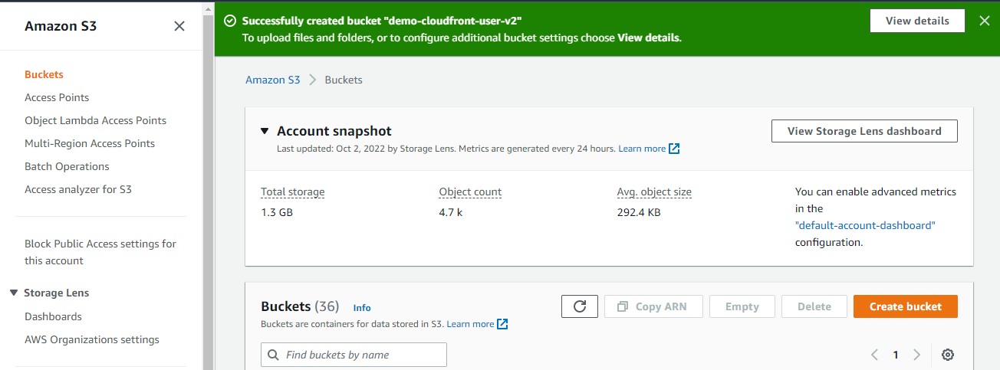 Amazon S3
Buckets
Access Points
Object Lambda Access Points
Multi-Region Access Points
Batch Operations
Access analyzer for S3
Block Public Access settings for
this account
Storage Lens
Dashboards
AWS Organizations settings
Successfully created bucket "demo-cloudfront-user-v2"
To upload files and folders, or to configure additional bucket settings choose View details.
View details
Amazon S3 > Buckets
Account snapshot
Last updated: Oct 2, 2022 by Storage Lens. Metrics are generated every 24 hours. Learn more
View Storage Lens dashboard
Total storage
1.3 GB
Object count
4.7 k
Avg. object size
292.4 KB
You can enable advanced metrics
in the
"default-account-dashboard"
configuration.
Buckets (36) Info
Buckets are containers for data stored in S3. Learn more
Copy ARN
Empty
Delete
Create bucket
Find buckets by name
1